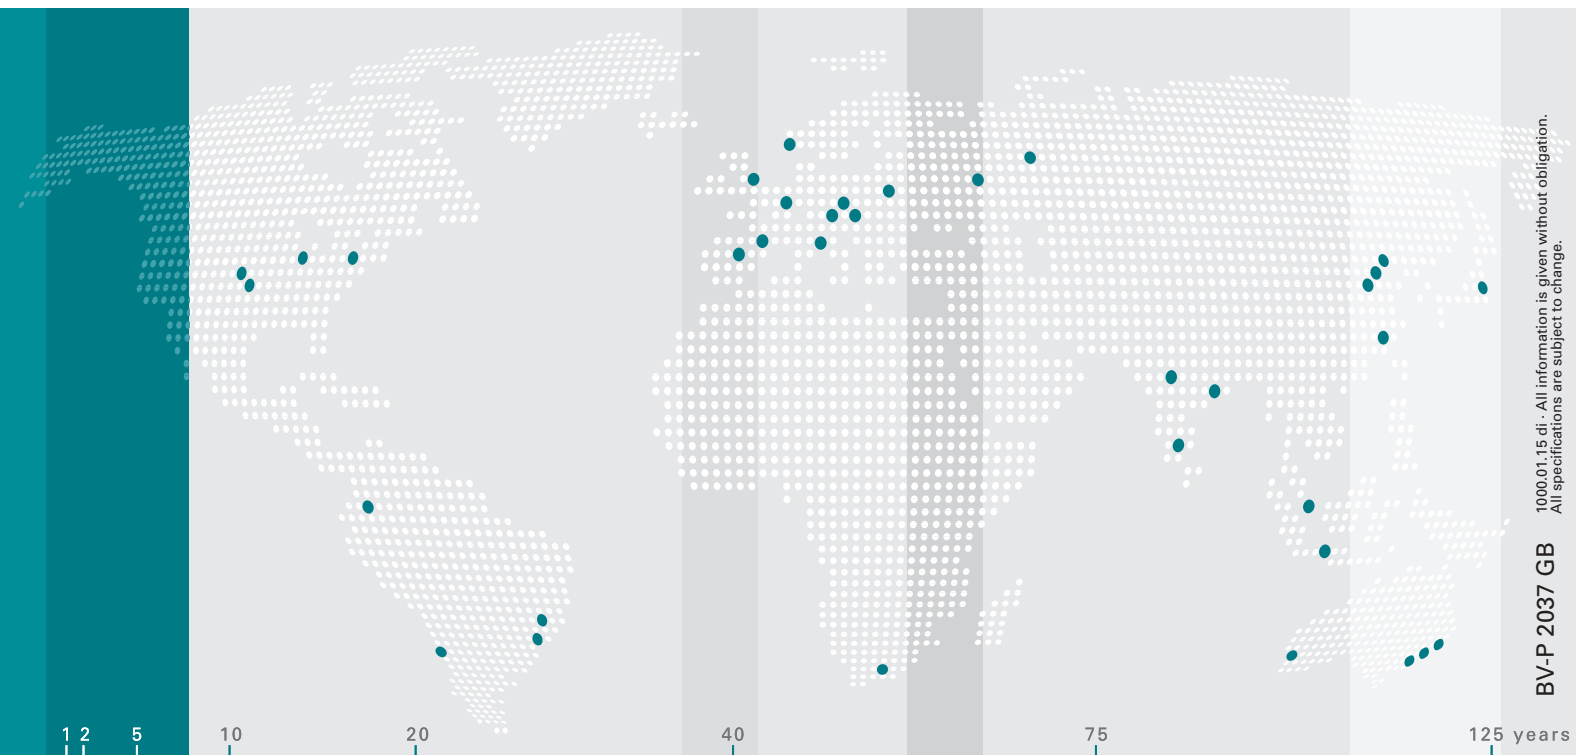 1000.01.15 di · All information is given without obligation.
All specifications are subject to change.
BV-P 2037 GB
1 2 5 10 20 40 75 125 years